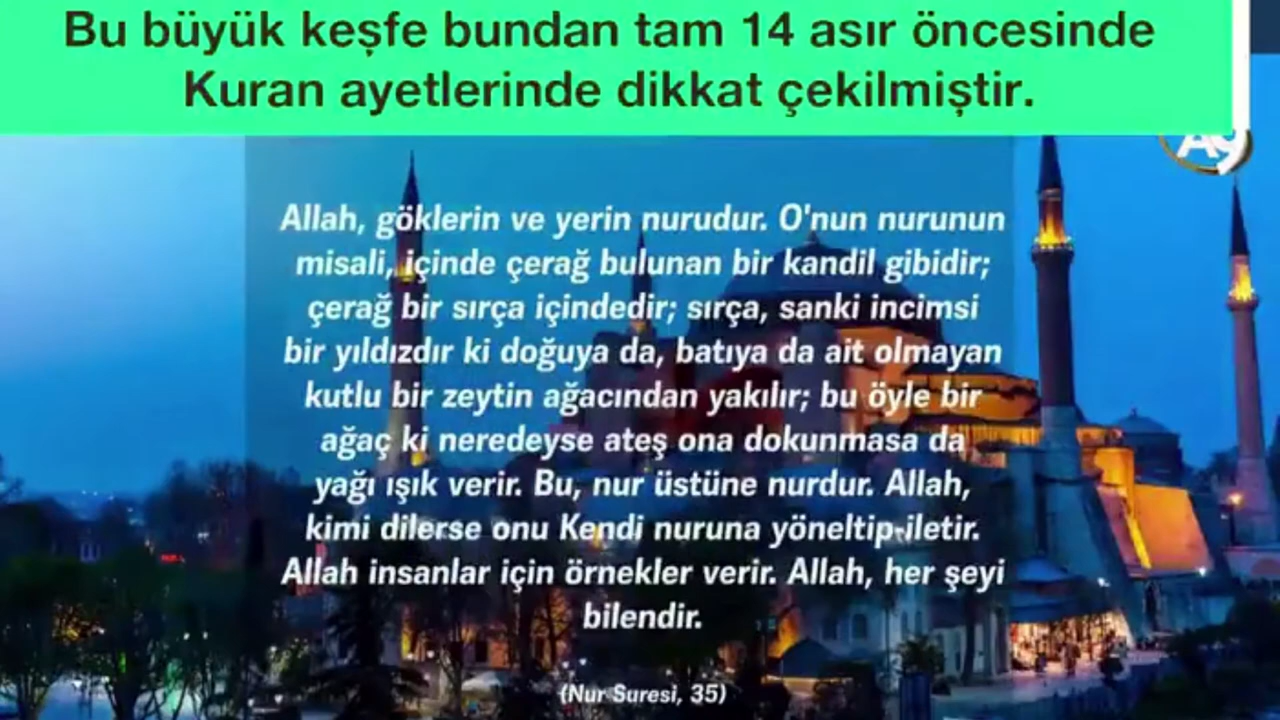 Bu büyük keşfe bundan tam 14 asır öncesinde
Kuran ayetlerinde dikkat çekilmiştir.
A9
Allah, göklerin ve yerin nurudur. O'nun nurunun
misali, içinde çerağ bulunan bir kandil gibidir;
çerağ bir sırça içindedir; sırça, sanki incimsi
bir yıldızdır ki doğuya da, batıya da ait olmayan
kutlu bir zeytin ağacından yakılır; bu öyle bir
ağaç ki neredeyse ateş ona dokunmasa da
yağı ışık verir. Bu, nur üstüne nurdur. Allah,
kimi dilerse onu Kendi nuruna yöneltip-iletir.
Allah insanlar için örnekler verir. Allah, her şeyi
bilendir.
(Nur Suresi, 35)